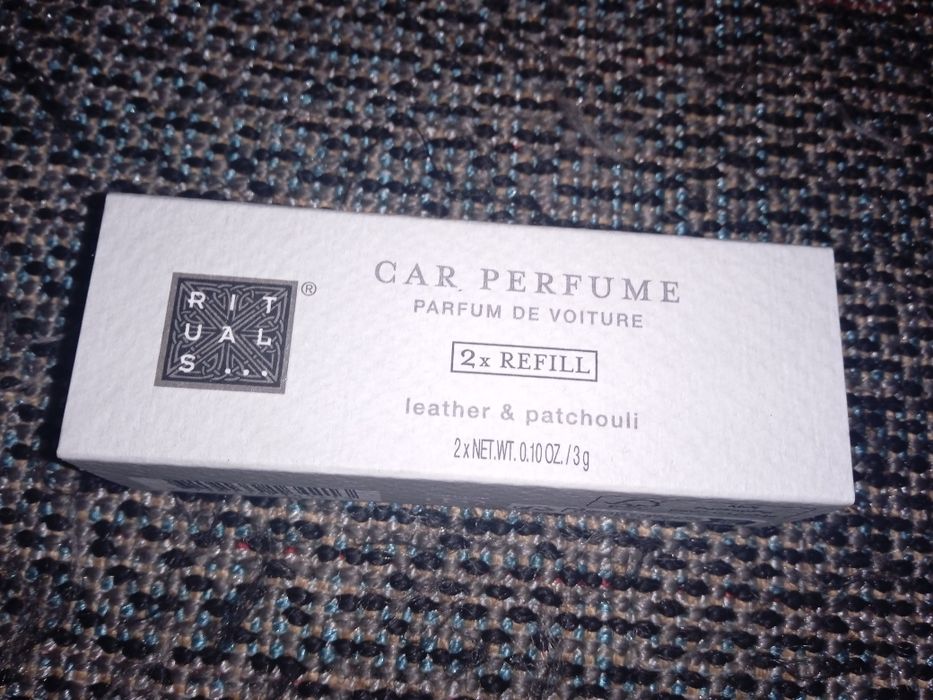 RIT
UAL
S...
®
CAR PERFUME
PARFUM DE VOITURE
2x REFILL
leather & patchouli
2 x NET.WT. 0.10 OZ. / 3 g